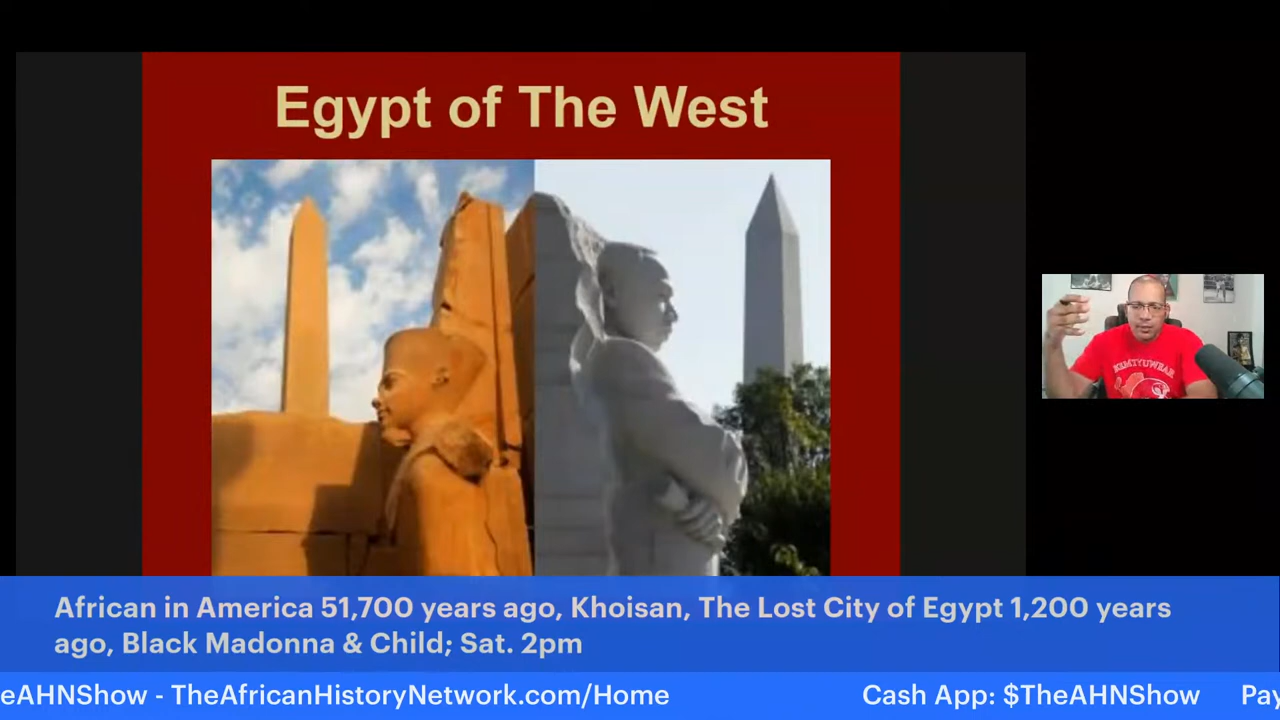 Egypt of The West
KEMTYUWEAR
African in America 51,700 years ago, Khoisan, The Lost City of Egypt 1,200 years
ago, Black Madonna & Child; Sat. 2pm
eAHNShow - TheAfricanHistoryNetwork.com/Home Cash App: $TheAHNShow Pay